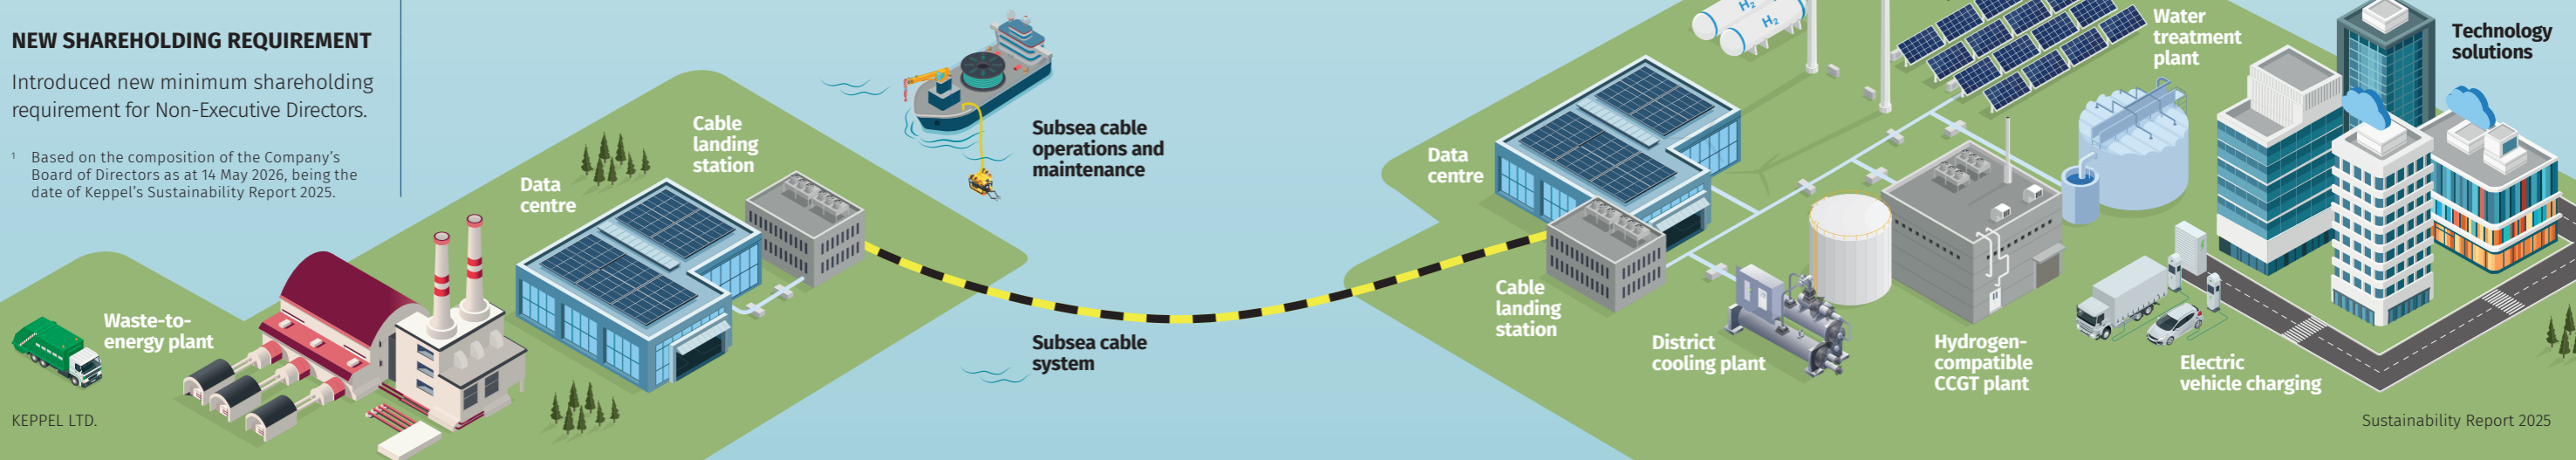 NEW SHAREHOLDING REQUIREMENT
Introduced new minimum shareholding
requirement for Non-Executive Directors.
1 Based on the composition of the Company's
Board of Directors as at 14 May 2026, being the
date of Keppel's Sustainability Report 2025.
Waste-to-
energy plant
Data
centre
Cable
landing
station
Subsea cable
operations and
maintenance
Subsea cable
system
Data
centre
Cable
landing
station
H2
H2
District
cooling plant
Hydrogen-
compatible
CCGT plant
Water
treatment
plant
Electric
vehicle charging
Technology
solutions
KEPPEL LTD.
Sustainability Report 2025